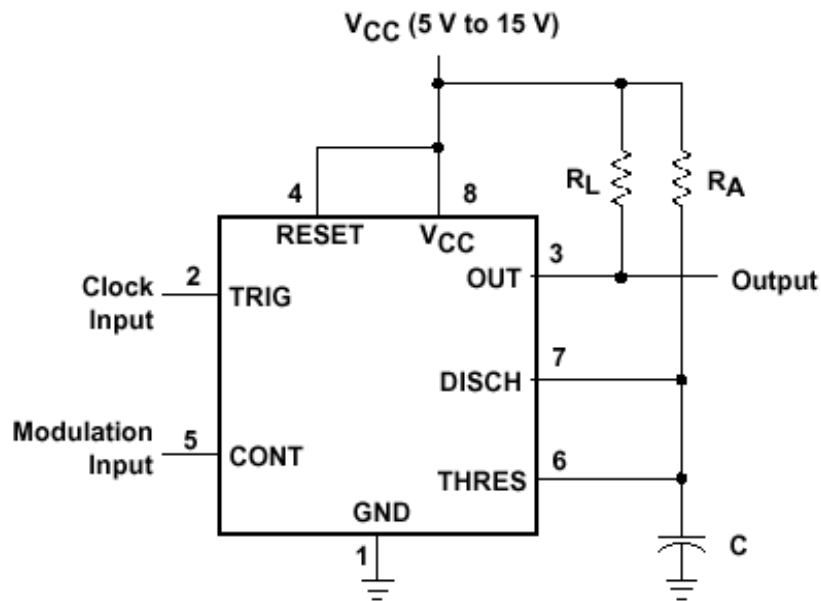 VCC (5 V to 15 V)
4
8
RL
RA
RESET
VCC
3
2
OUT
Output
Clock
Input
TRIG
7
DISCH
Modulation
Input
5
CONT
6
THRES
GND
1
C